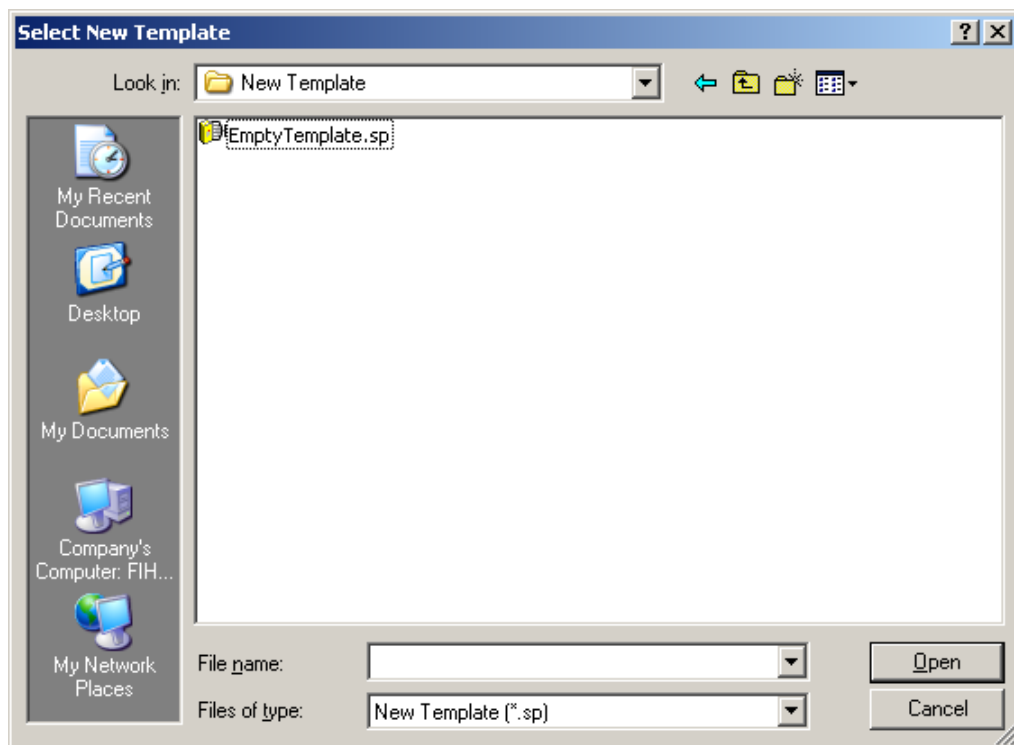 Select New Template
Look in:
New Template
EmptyTemplate.sp
My Recent
Documents
Desktop
My Documents
Company's
Computer: FIH...
My Network
Places
File name:
Open
Files of type:
New Template (*.sp)
Cancel